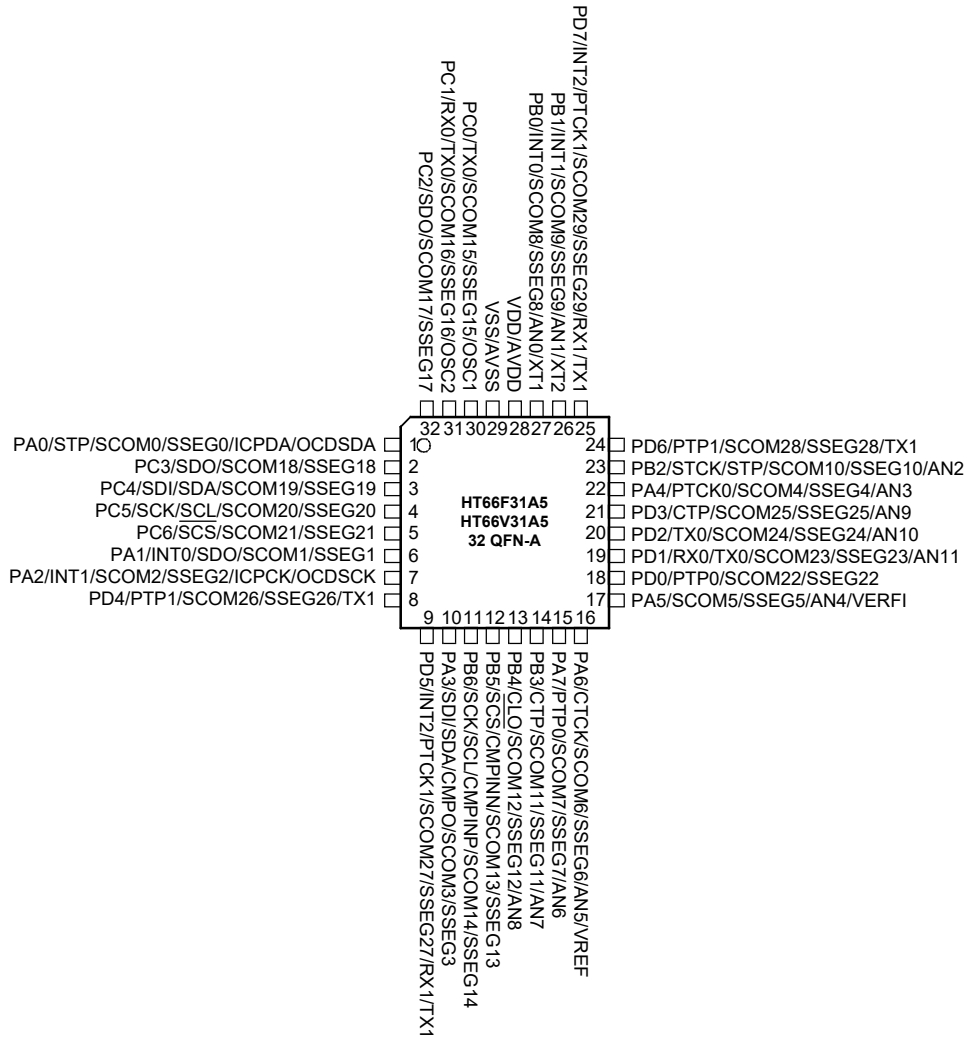 PC2/SDO/SCOM17/SSEG17
PC1/RX0/TX0/SCOM16/SSEG16/OSC2
PC0/TX0/SCOM15/SSEG15/OSC1
VSS/AVSS
VDD/AVDD
PB0/INT0/SCOM8/SSEG8/AN0/XT1
PB1/INT1/SCOM9/SSEG9/AN1/XT2
PD7/INT2/PTCK1/SCOM29/SSEG29/RX1/TX1
32 31 30 29 28 27 26 25
PA0/STP/SCOM0/SSEG0/ICPDA/OCDSDA 1
PC3/SDO/SCOM18/SSEG18 2
PC4/SDI/SDA/SCOM19/SSEG19 3
PC5/SCK/SCL/SCOM20/SSEG20 4
PC6/SCS/SCOM21/SSEG21 5
PA1/INT0/SDO/SCOM1/SSEG1 6
PA2/INT1/SCOM2/SSEG2/ICPCK/OCDSCK 7
PD4/PTP1/SCOM26/SSEG26/TX1 8
HT66F31A5
HT66V31A5
32 QFN-A
24 PD6/PTP1/SCOM28/SSEG28/TX1
23 PB2/STCK/STP/SCOM10/SSEG10/AN2
22 PA4/PTCK0/SCOM4/SSEG4/AN3
21 PD3/CTP/SCOM25/SSEG25/AN9
20 PD2/TX0/SCOM24/SSEG24/AN10
19 PD1/RX0/TX0/SCOM23/SSEG23/AN11
18 PD0/PTP0/SCOM22/SSEG22
17 PA5/SCOM5/SSEG5/AN4/VERFI
9 10 11 12 13 14 15 16
PD5/INT2/PTCK1/SCOM27/SSEG27/RX1/TX1
PA3/SDI/SDA/CMPO/SCOM3/SSEG3
PB6/SCK/SCL/CMPINP/SCOM14/SSEG14
PB5/SCS/CMPINN/SCOM13/SSEG13
PB4/CLO/SCOM12/SSEG12/AN8
PB3/CTP/SCOM11/SSEG11/AN7
PA7/PTP0/SCOM7/SSEG7/AN6
PA6/CTCK/SCOM6/SSEG6/AN5/VREF